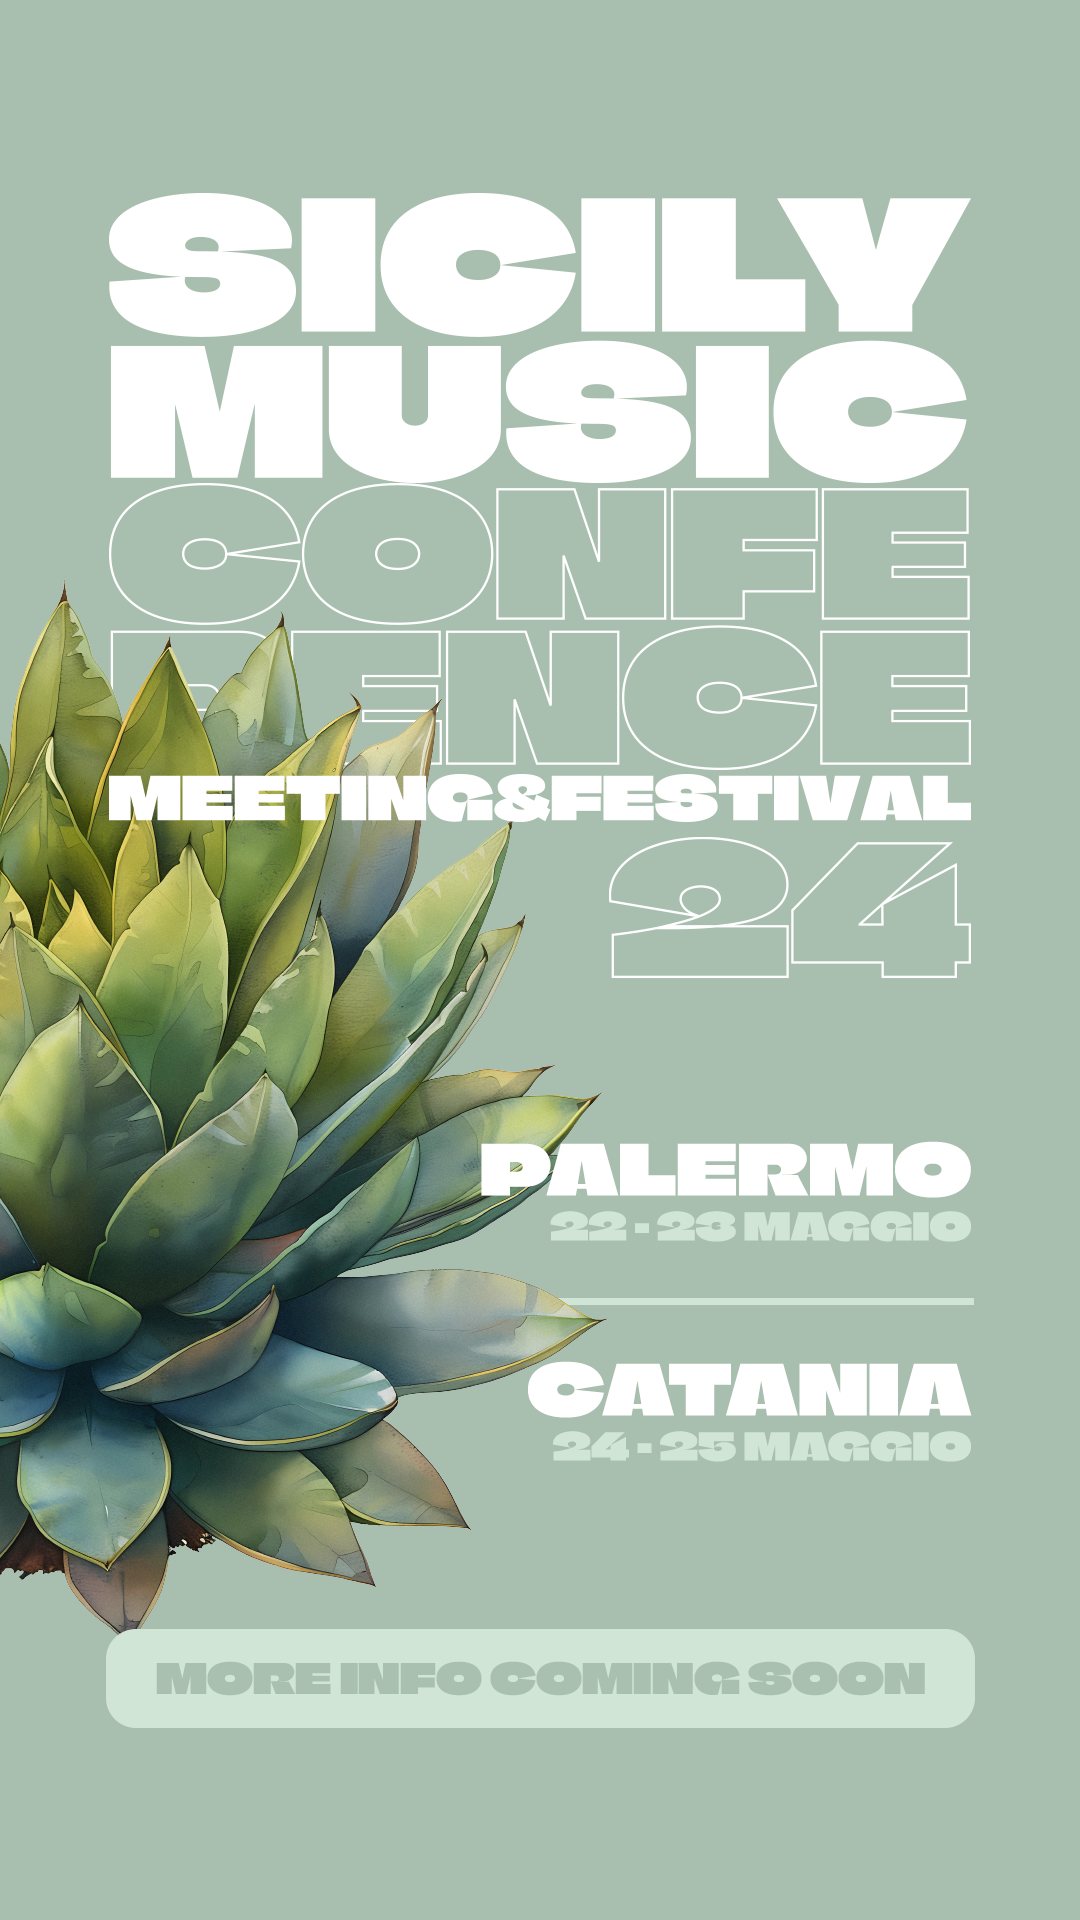 SICILY
MUSIC
CONFE
RENCE
MEETING&FESTIVAL
24
PALERMO
22 - 23 MAGGIO
CATANIA
24 - 25 MAGGIO
MORE INFO COMING SOON